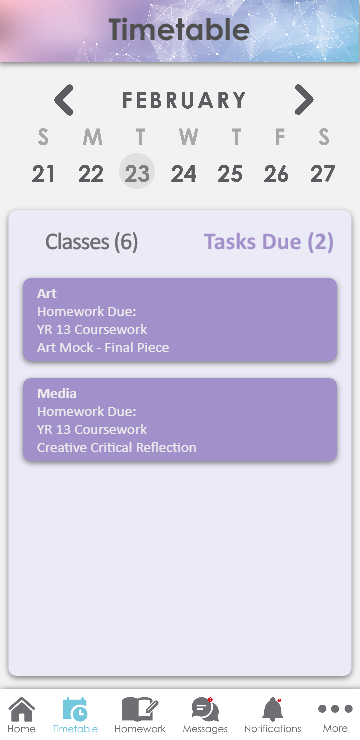 Timetable
FEBRUARY
S M T W T F S
21 22 23 24 25 26 27
Classes (6) Tasks Due (2)
Art
Homework Due:
YR 13 Coursework
Art Mock - Final Piece
Media
Homework Due:
YR 13 Coursework
Creative Critical Reflection
Home Timetable Homework Messages Notifications More